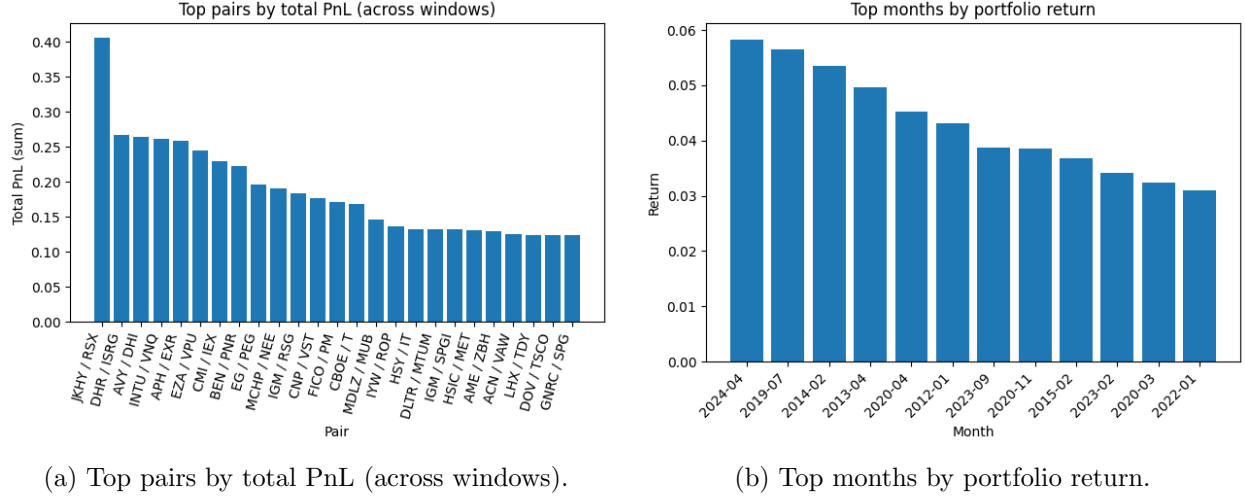 Top pairs by total PnL (across windows)
0.40
0.35
0.30
0.25
0.20
0.15
0.10
0.05
0.00
Total PnL (sum)
JKHY / RSX
DHR / ISRG
AVY / DHI
INTU / VNQ
APH / EXR
EZA / VPU
CMI / IEX
BEN / PNR
EG / PEG
MCHP / NEE
IGM / RSG
CNP / VST
FICO / PM
CBOE / T
MDLZ / MUB
IYW / ROP
HSY / IT
DLTR / MTUM
IGM / SPGI
HSIC / MET
AME / ZBH
ACN / VAW
LHX / TDY
DOV / TSCO
GNRC / SPG
Pair
(a) Top pairs by total PnL (across windows).
Top months by portfolio return
0.06
0.05
0.04
0.03
0.02
0.01
0.00
Return
2024-04
2019-07
2014-02
2013-04
2020-04
2012-01
2023-09
2020-11
2015-02
2023-02
2020-03
2022-01
Month
(b) Top months by portfolio return.